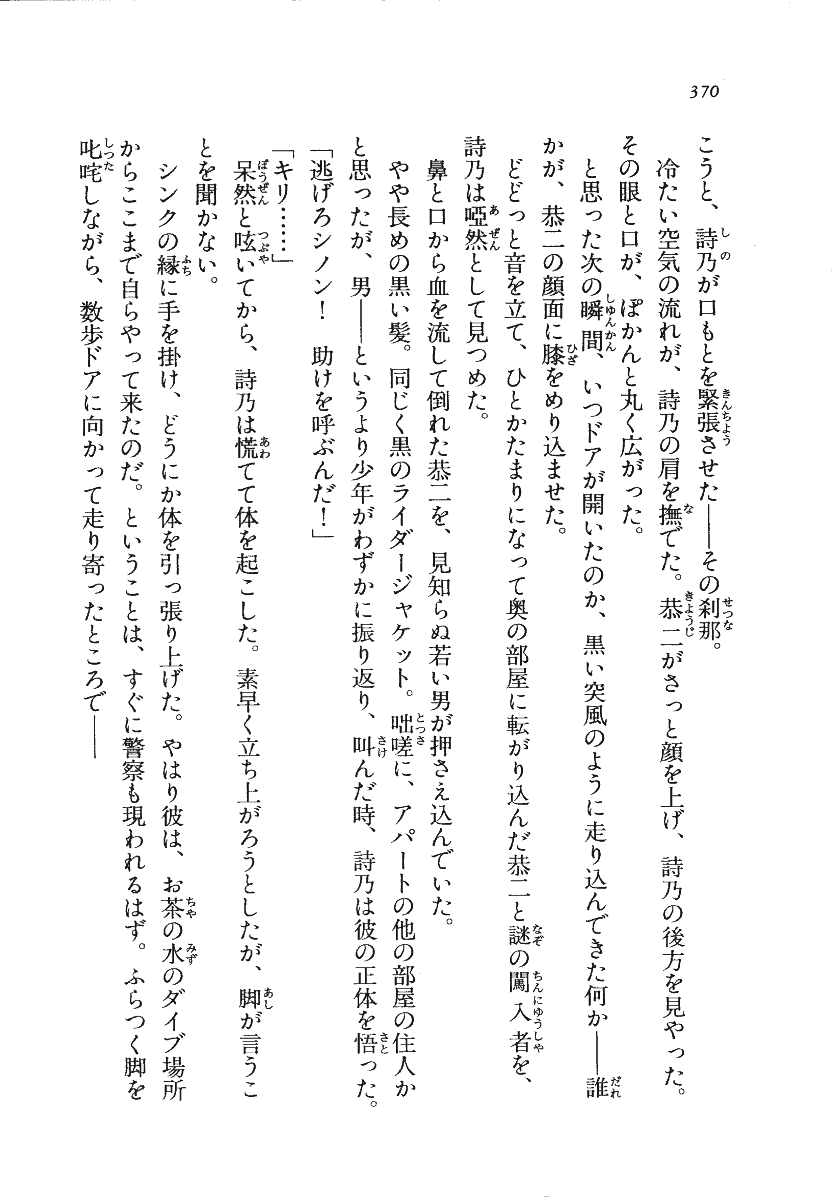 370
こうと、詩乃が口もとを緊張させた――その刹那。
冷たい空気の流れが、詩乃の肩を撫でた。恭二がさっと顔を上げ、詩乃の後方を見やった。
その眼と口が、ぽかんと丸く広がった。
と思った次の瞬間、いつドアが開いたのか、黒い突風のように走り込んできた何か――誰
かが、恭二の顔面に膝をめり込ませた。
どどっと音を立て、ひとかたまりになって奥の部屋に転がり込んだ恭二と謎の闖入者を、
詩乃は啞然として見つめた。
鼻と口から血を流して倒れた恭二を、見知らぬ若い男が押さえ込んでいた。
やや長めの黒い髪。同じく黒のライダージャケット。咄嗟に、アパートの他の部屋の住人か
と思ったが、男――というより少年がわずかに振り返り、叫んだ時、詩乃は彼の正体を悟った。
「逃げろシノン！　助けを呼ぶんだ！」
「キリ……」
呆然と呟いてから、詩乃は慌てて体を起こした。素早く立ち上がろうとしたが、脚が言うこ
とを聞かない。
シンクの縁に手を掛け、どうにか体を引っ張り上げた。やはり彼は、お茶の水のダイブ場所
からここまで自らやって来たのだ。ということは、すぐに警察も現われるはず。ふらつく脚を
叱咤しながら、数歩ドアに向かって走り寄ったところで――